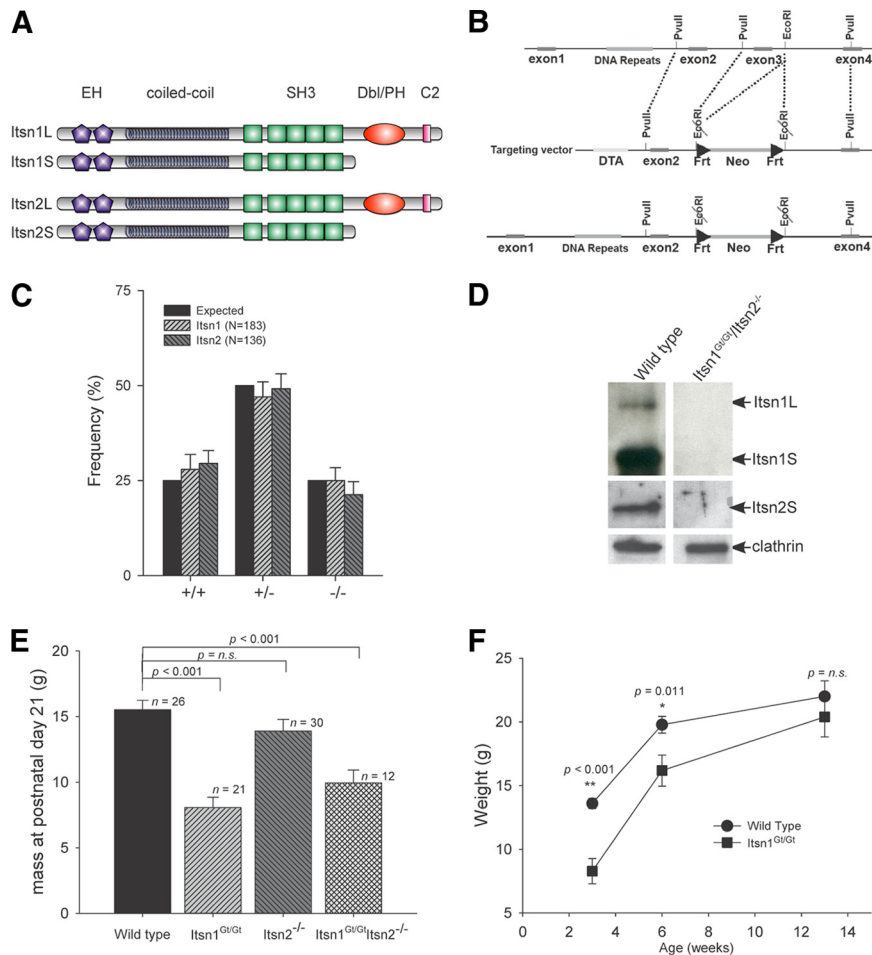 A
EH coiled-coil SH3 Dbl/PH C2
Itsn1L
Itsn1S
Itsn2L
Itsn2S
B
PvuII PvuII EcoRI PvuII
exon1 DNA Repeats exon2 exon3 exon4
PvuII EcoRI EcoRI PvuII
Targeting vector
DTA exon2 Frt Neo Frt exon4
PvuII EcoRI EcoRI PvuII
exon1 DNA Repeats exon2 Frt Neo Frt exon4
C
Frequency (%)
75
50
25
0
Expected
Itsn1 (N=183)
Itsn2 (N=136)
+/+ +/- -/-
D
Wild type Itsn1Gt/Gt/Itsn2-/-
Itsn1L
Itsn1S
Itsn2S
clathrin
E
mass at postnatal day 21 (g)
20
15
10
5
0
p < 0.001
p = n.s.
p < 0.001
n = 26
n = 21
n = 30
n = 12
Wild type Itsn1Gt/Gt Itsn2-/- Itsn1Gt/GtItsn2-/-
F
Weight (g)
25
20
15
10
5
p < 0.001
**
p = 0.011
*
p = n.s.
Wild Type
Itsn1Gt/Gt
0 2 4 6 8 10 12 14
Age (weeks)